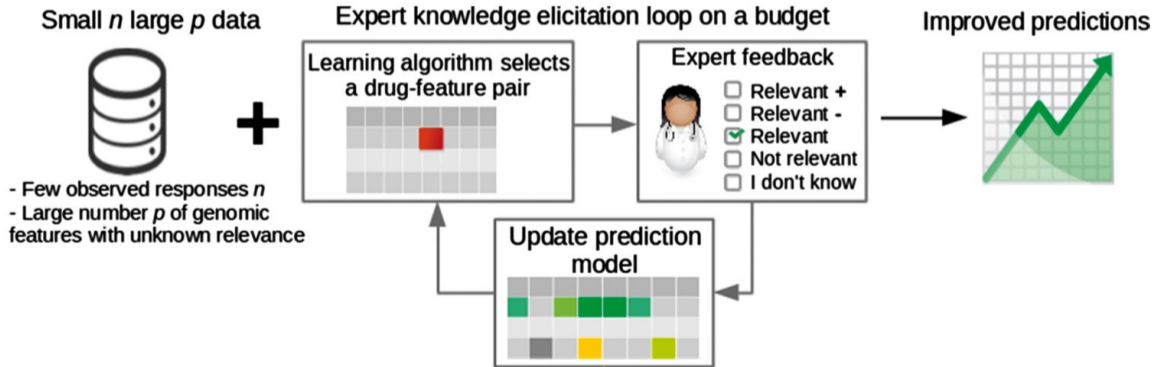 Small n large p data
- Few observed responses n
- Large number p of genomic
features with unknown relevance
Expert knowledge elicitation loop on a budget
Learning algorithm selects
a drug-feature pair
Expert feedback
Relevant +
Relevant -
Relevant
Not relevant
I don't know
Update prediction
model
Improved predictions